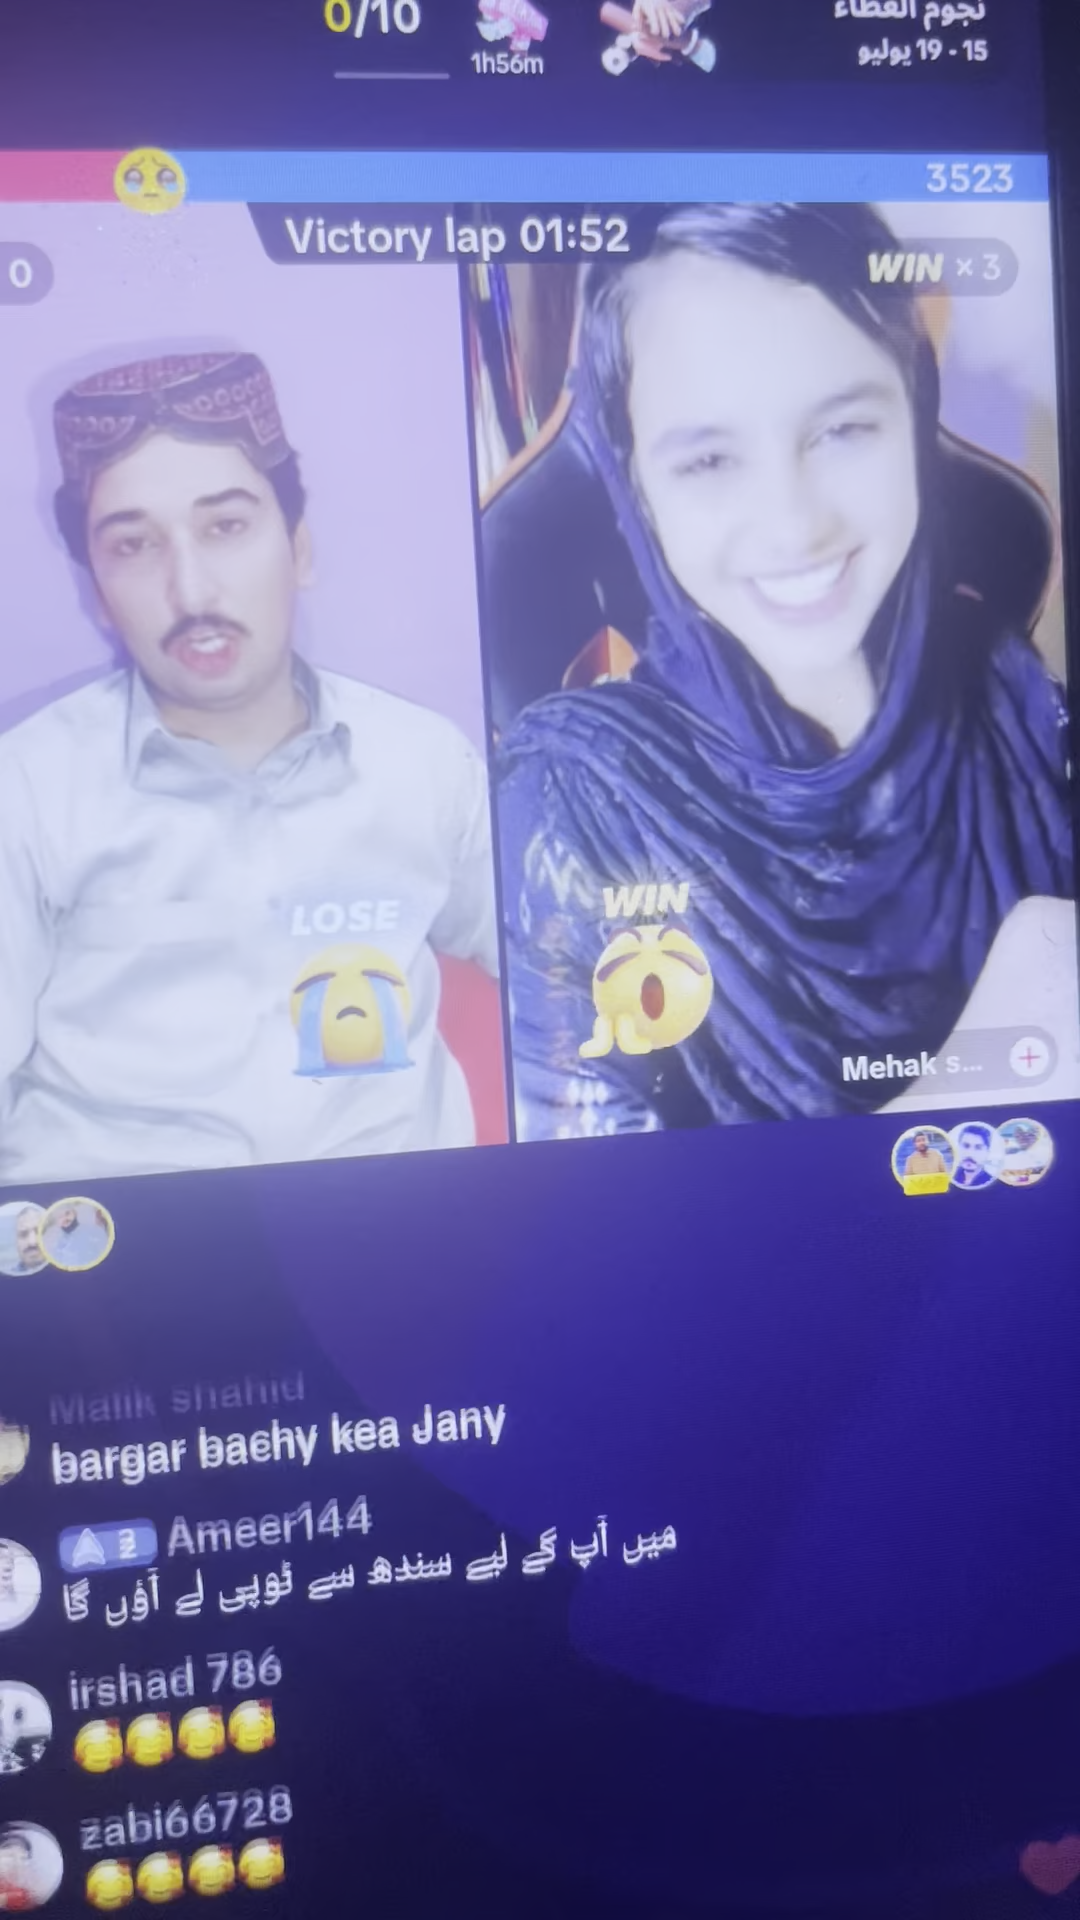 0/10
1h56m
نجوم العطاء
15 - 19 يوليو
3523
Victory lap 01:52
0
WIN × 3
LOSE
WIN
Mehak s...
Malik shahid
bargar bachy kea Jany
2 Ameer144
میں آپ کے لیے سندھ سے ٹوپی لے آؤں گا
irshad 786
zabi66728